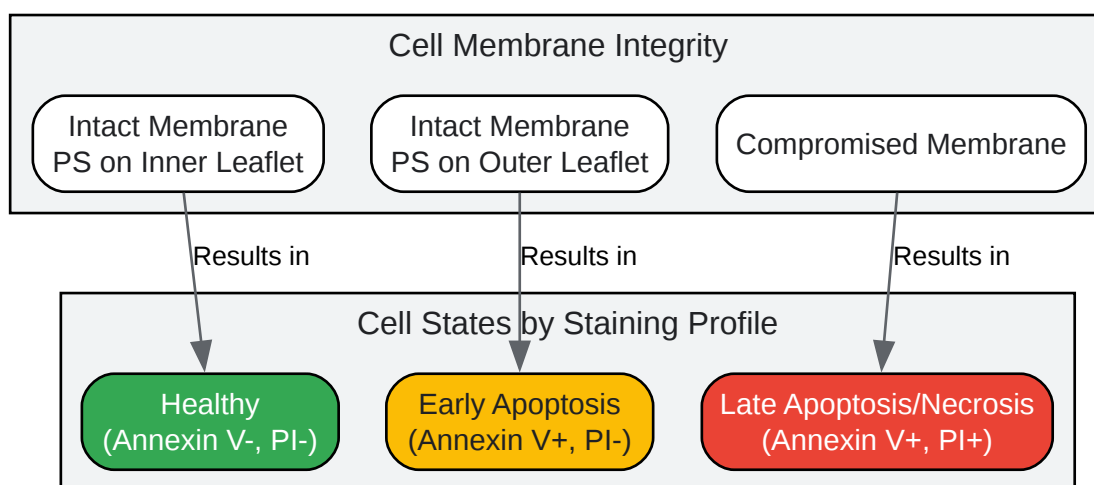 Cell Membrane Integrity
Intact Membrane
PS on Inner Leaflet
Intact Membrane
PS on Outer Leaflet
Compromised Membrane
Results in
Results in
Results in
Cell States by Staining Profile
Healthy
(Annexin V-, PI-)
Early Apoptosis
(Annexin V+, PI-)
Late Apoptosis/Necrosis
(Annexin V+, PI+)